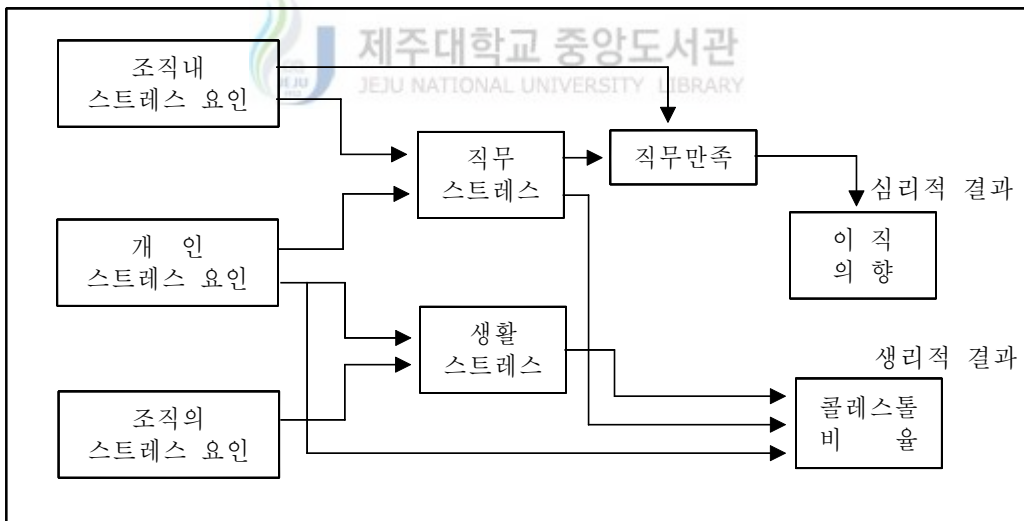 제주대학교 중앙도서관
JEJU NATIONAL UNIVERSITY LIBRARY
JEJU
조직내
스트레스 요인
직무
스트레스
직무만족
심리적 결과
이 직
의 향
개 인
스트레스 요인
생활
스트레스
생리적 결과
콜레스톨
비 율
조직의
스트레스 요인